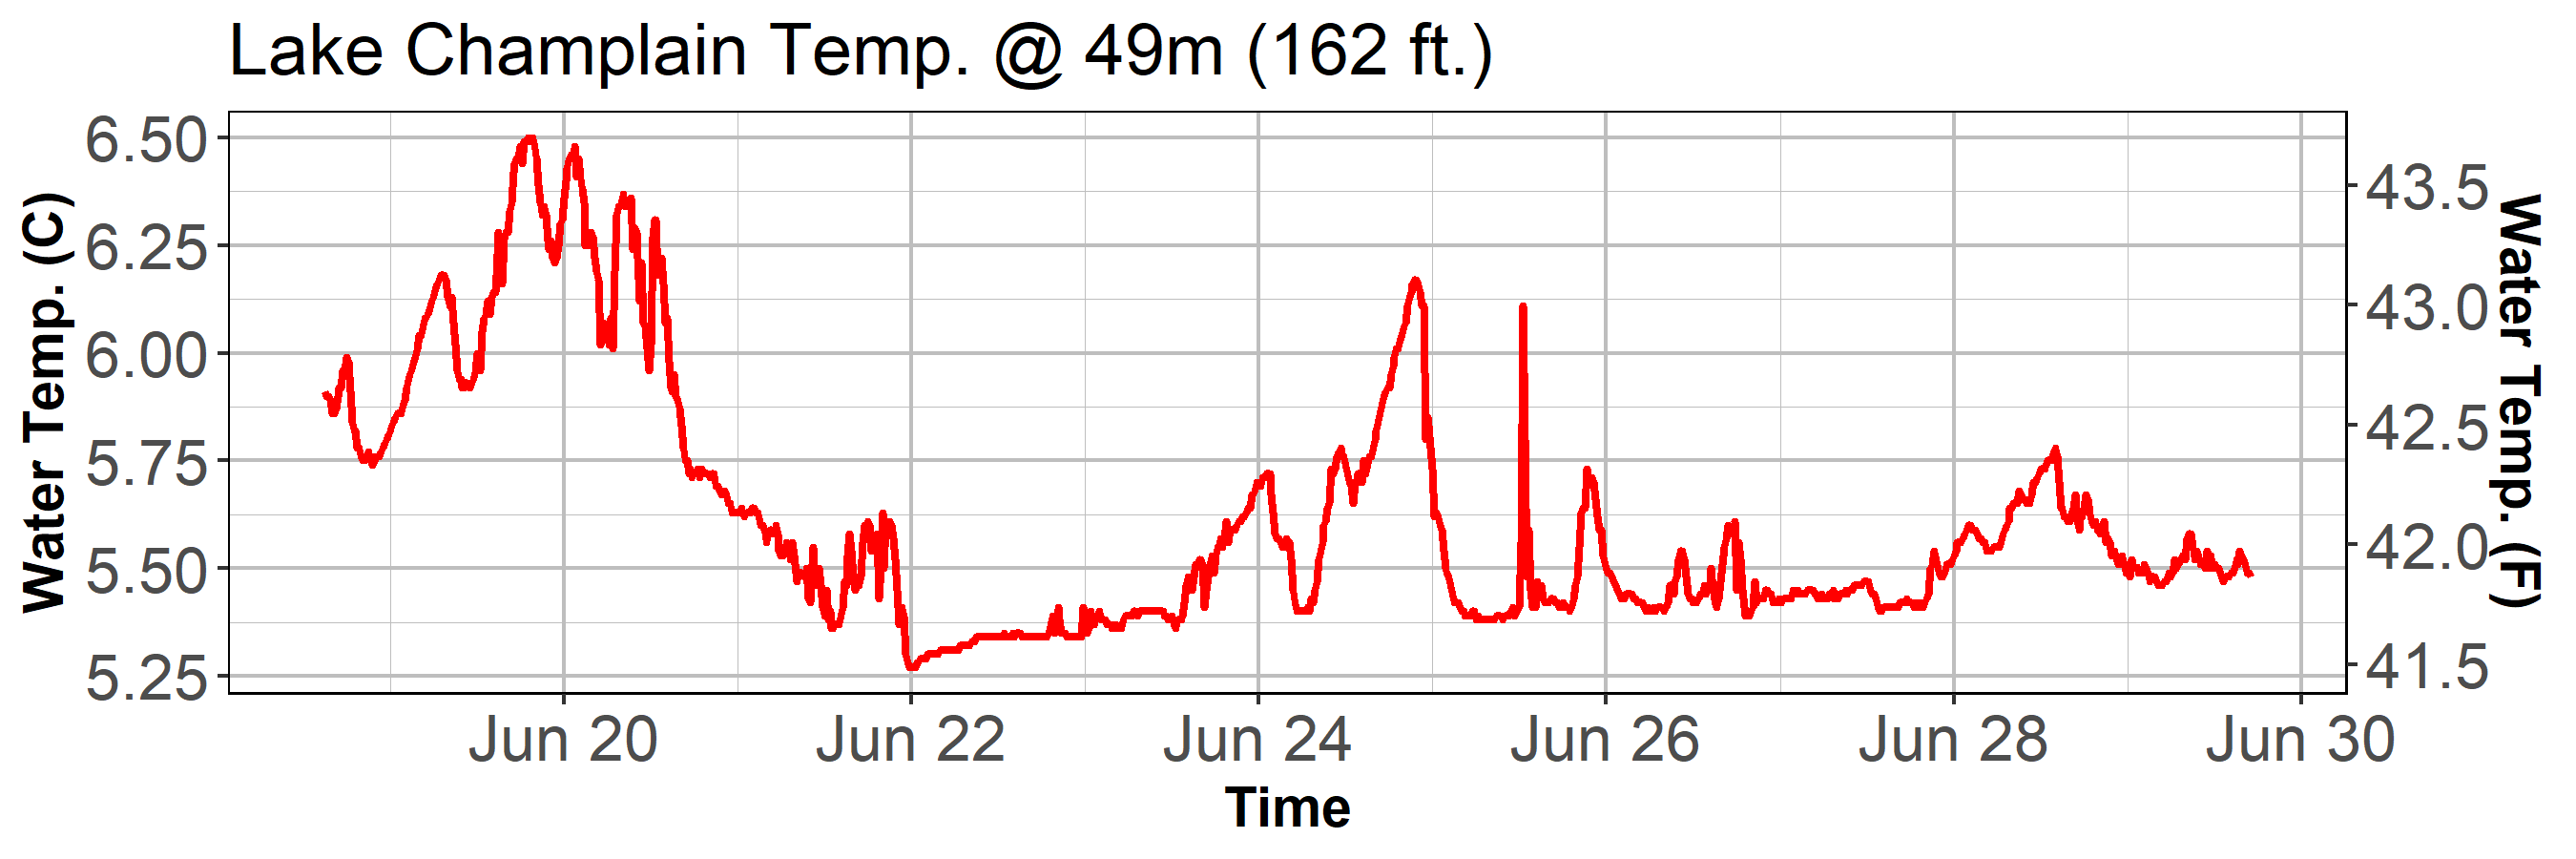 Lake Champlain Temp. @ 49m (162 ft.)
Water Temp. (C)
6.50
6.25
6.00
5.75
5.50
5.25
43.5
43.0
42.5
42.0
41.5
Water Temp. (F)
Jun 20 Jun 22 Jun 24 Jun 26 Jun 28 Jun 30
Time